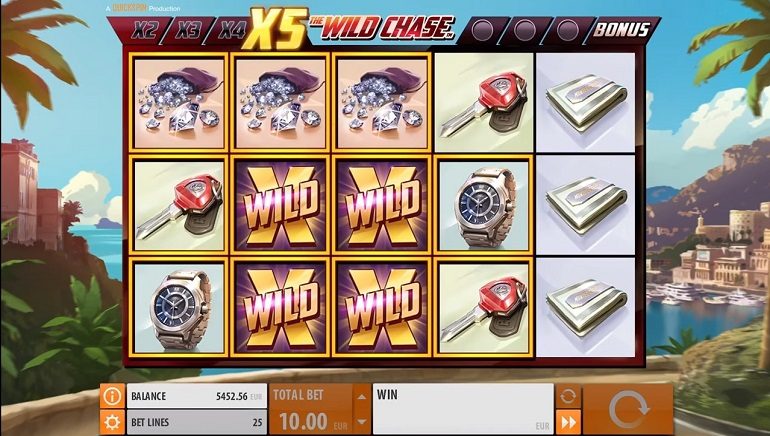 A QUICKSPIN Production
X2 X3 X4 X5 THE WILD CHASE TM BONUS
WILD WILD
WILD WILD
BALANCE 5452.56 EUR TOTAL BET WIN
BET LINES 25 10.00 EUR EUR